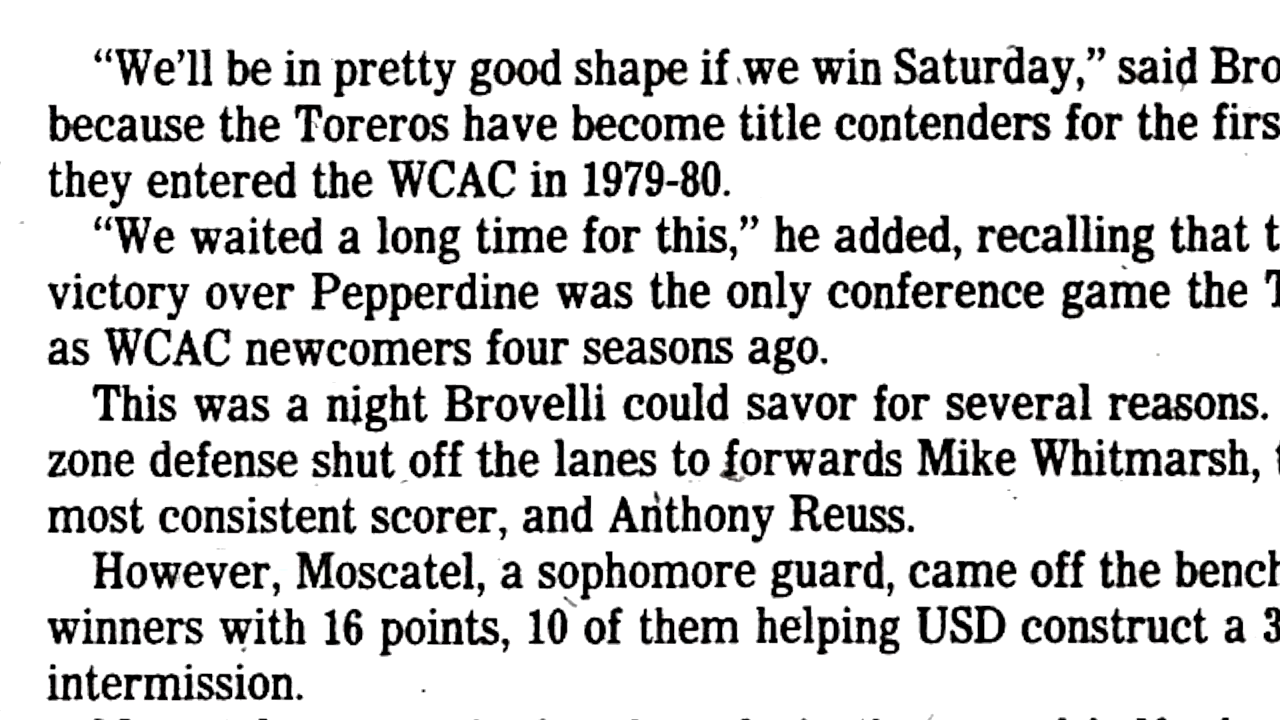 “We’ll be in pretty good shape if we win Saturday,” said Bro
because the Toreros have become title contenders for the firs
they entered the WCAC in 1979-80.
“We waited a long time for this,” he added, recalling that t
victory over Pepperdine was the only conference game the T
as WCAC newcomers four seasons ago.
This was a night Brovelli could savor for several reasons.
zone defense shut off the lanes to forwards Mike Whitmarsh, t
most consistent scorer, and Anthony Reuss.
However, Moscatel, a sophomore guard, came off the bench
winners with 16 points, 10 of them helping USD construct a 3
intermission.